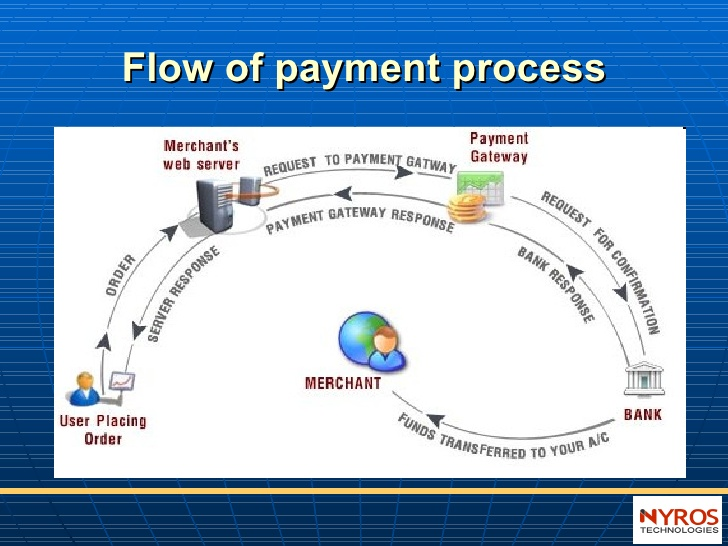 Flow of payment process
Merchant's
web server
Payment
Gateway
REQUEST TO PAYMENT GATWAY
PAYMENT GATEWAY RESPONSE
REQUEST FOR CONFIRMATION
BANK RESPONSE
ORDER
SERVER RESPONSE
MERCHANT
User Placing
Order
BANK
FUNDS TRANSFERRED TO YOUR A/C
NYROS
TECHNOLOGIES